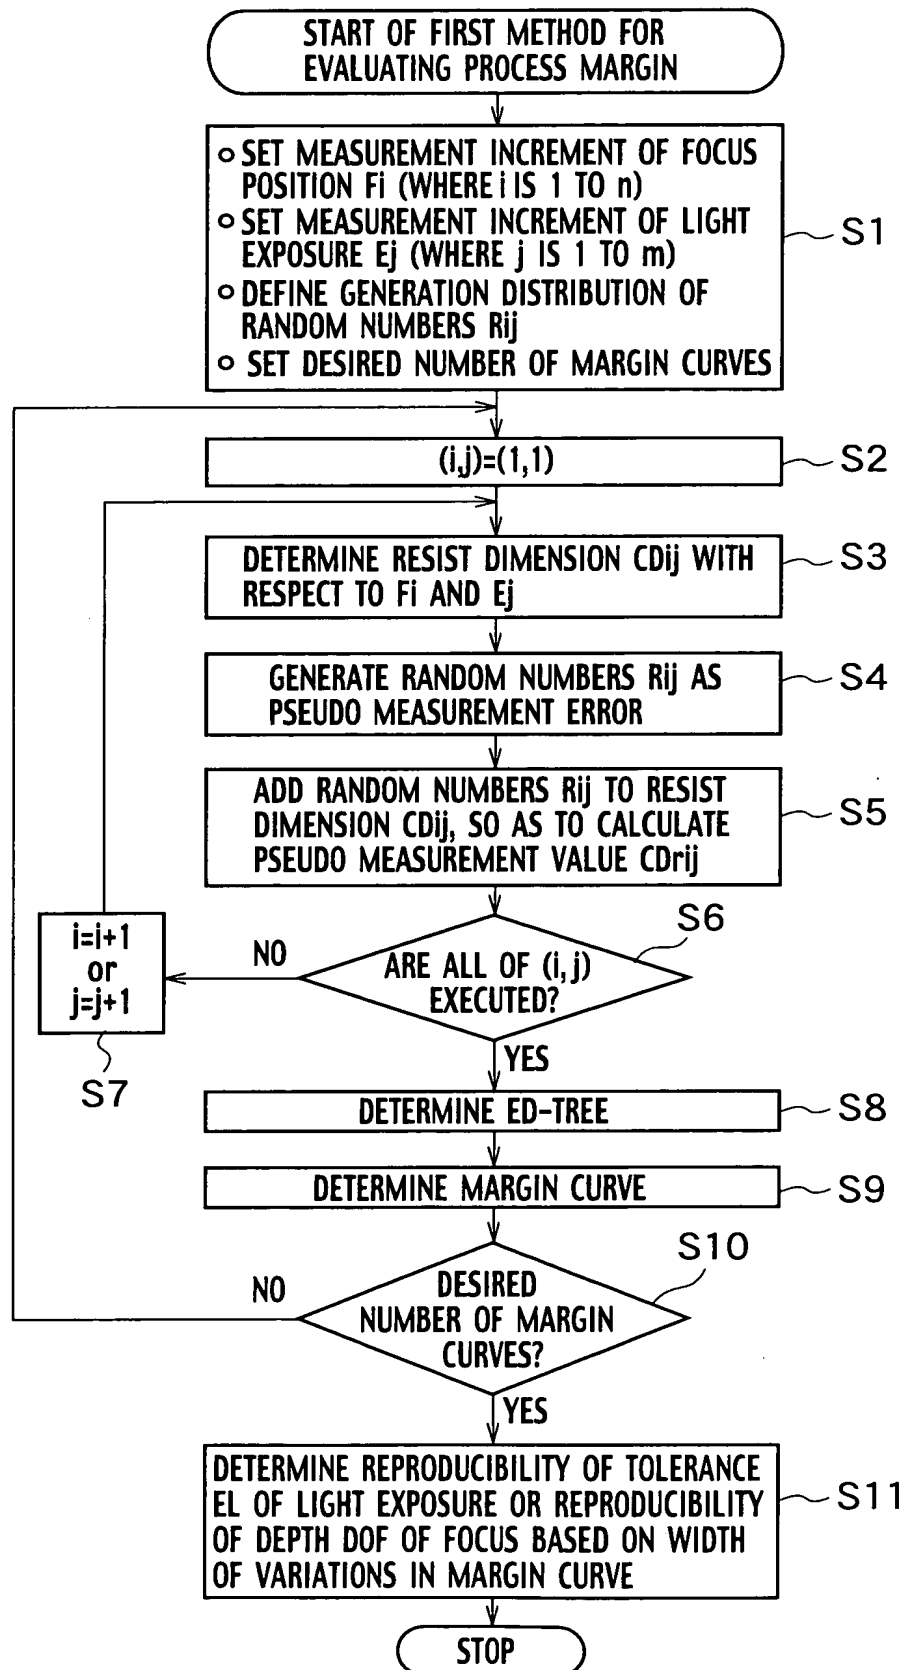 START OF FIRST METHOD FOR
EVALUATING PROCESS MARGIN
○ SET MEASUREMENT INCREMENT OF FOCUS
POSITION Fi (WHERE i IS 1 TO n)
○ SET MEASUREMENT INCREMENT OF LIGHT
EXPOSURE Ej (WHERE j IS 1 TO m)
○ DEFINE GENERATION DISTRIBUTION OF
RANDOM NUMBERS Rij
○ SET DESIRED NUMBER OF MARGIN CURVES
S1
(i,j)=(1,1)
S2
DETERMINE RESIST DIMENSION CDij WITH
RESPECT TO Fi AND Ej
S3
GENERATE RANDOM NUMBERS Rij AS
PSEUDO MEASUREMENT ERROR
S4
ADD RANDOM NUMBERS Rij TO RESIST
DIMENSION CDij, SO AS TO CALCULATE
PSEUDO MEASUREMENT VALUE CDrij
S5
ARE ALL OF (i,j)
EXECUTED?
S6
NO
i=i+1
or
j=j+1
S7
YES
DETERMINE ED-TREE
S8
DETERMINE MARGIN CURVE
S9
DESIRED
NUMBER OF MARGIN
CURVES?
S10
NO
YES
DETERMINE REPRODUCIBILITY OF TOLERANCE
EL OF LIGHT EXPOSURE OR REPRODUCIBILITY
OF DEPTH DOF OF FOCUS BASED ON WIDTH
OF VARIATIONS IN MARGIN CURVE
S11
STOP